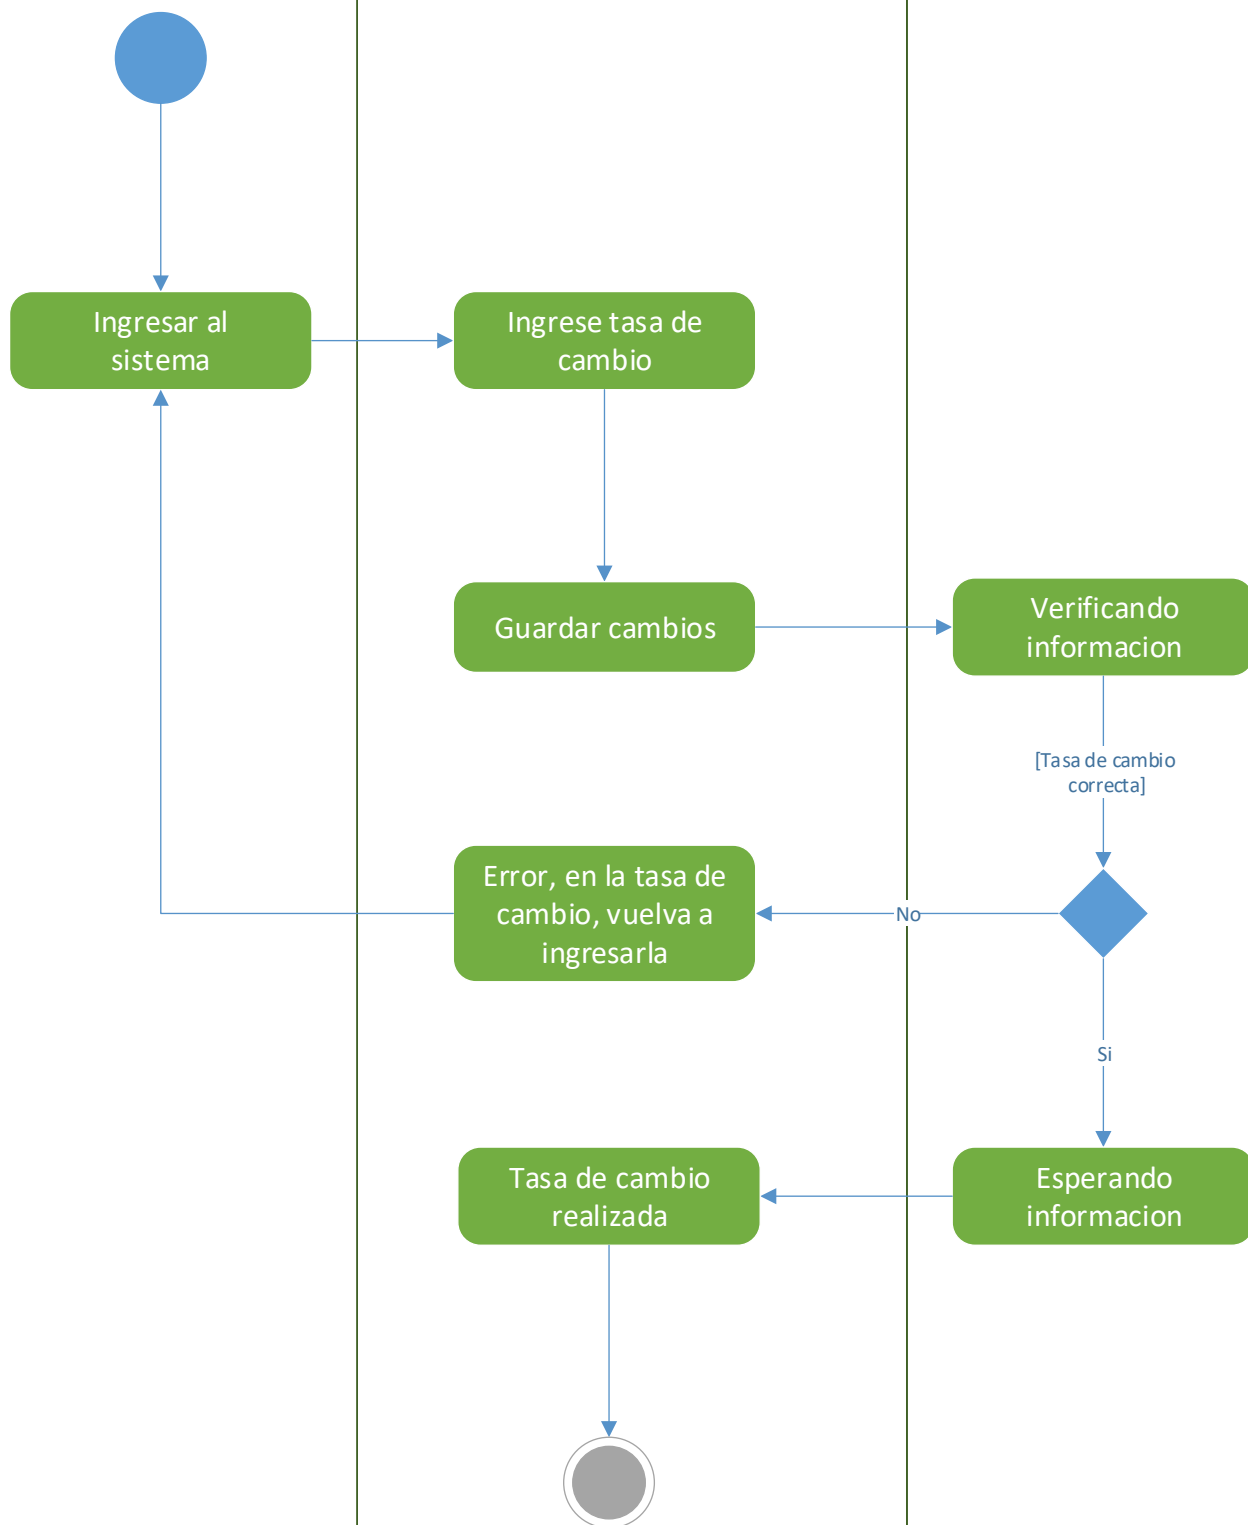 Ingresar al
sistema
Ingrese tasa de
cambio
Guardar cambios
Verificando
informacion
[Tasa de cambio
correcta]
Error, en la tasa de
cambio, vuelva a
ingresarla
No
Si
Tasa de cambio
realizada
Esperando
informacion